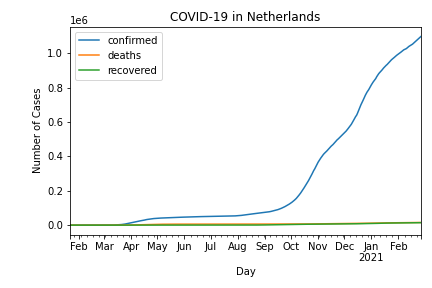 COVID-19 in Netherlands
1e6
confirmed
deaths
recovered
Number of Cases
1.0
0.8
0.6
0.4
0.2
0.0
Feb Mar Apr May Jun Jul Aug Sep Oct Nov Dec Jan Feb
2021
Day